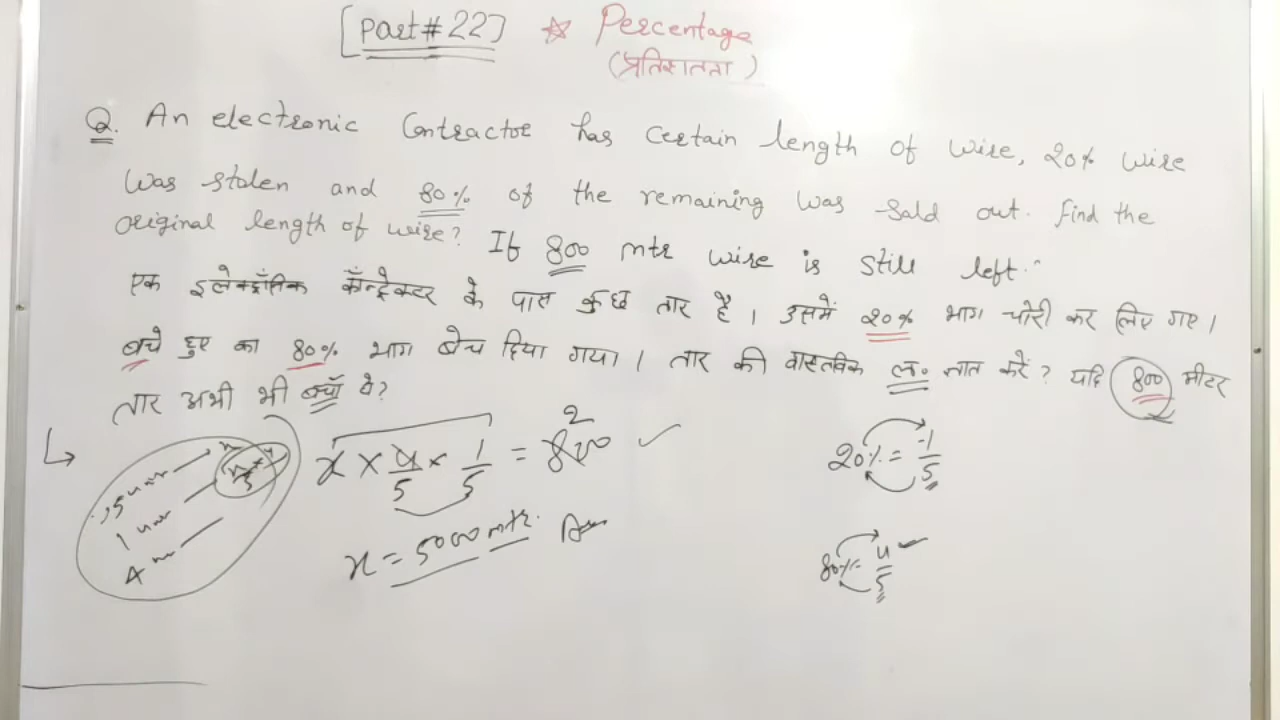 [Part # 22] ☆ Percentage
(प्रतिशतता)
Q. An electronic Contractor has certain length of wire, 20% wire
was stolen and 80% of the remaining was sold out. Find the
original length of wire? If 800 mtr wire is still left.
एक इलेक्ट्रॉनिक कॉन्ट्रेक्टर के पास कुछ तार है। उसमें 20% भाग चोरी कर लिए गए।
बचे हुए का 80% भाग बेच दिया गया। तार की वास्तविक ल॰ ज्ञात करें? यदि 800 मीटर
तार अभी भी बचाँ थे?
x × 4/5 × 1/5 = 800 2
20% = -1/5
x = 5000 mtr. Ans
80% = 4/5